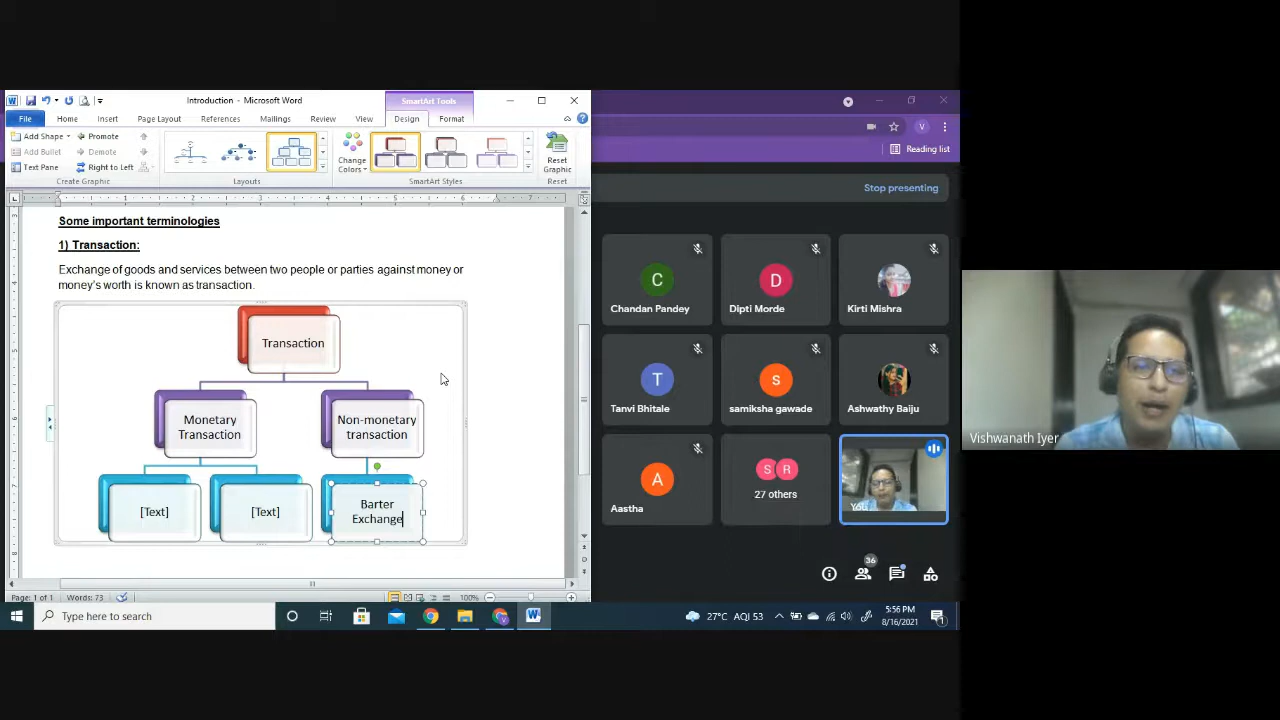 Introduction - Microsoft Word
SmartArt Tools
File Home Insert Page Layout References Mailings Review View Design Format
Add Shape Promote
Add Bullet Demote
Text Pane Right to Left
Create Graphic
Layouts
Change
Colors
SmartArt Styles
Reset
Graphic
Reset
Some important terminologies
1) Transaction:
Exchange of goods and services between two people or parties against money or
money's worth is known as transaction.
Transaction
Monetary
Transaction
Non-monetary
transaction
[Text]
[Text]
Barter
Exchange
Page: 1 of 1 Words: 73
100%
V
Reading list
Stop presenting
C
Chandan Pandey
D
Dipti Morde
Kirti Mishra
T
Tanvi Bhitale
s
samiksha gawade
Ashwathy Baiju
A
Aastha
S R
27 others
You
36
Vishwanath Iyer
Type here to search
27°C AQI 53
5:56 PM
8/16/2021
1